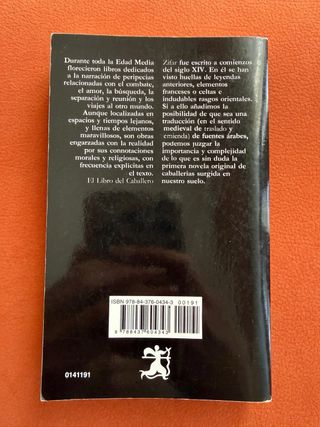 Durante toda la Edad Media
florecieron libros dedicados
a la narración de peripecias
relacionadas con el combate,
el amor, la búsqueda, la
separación y reunión y los
viajes al otro mundo.
Aunque localizadas en
espacios y tiempos lejanos,
y llenas de elementos
maravillosos, son obras
engarzadas con la realidad
por sus connotaciones
morales y religiosas, con
frecuencia explícitas en
el texto.
El Libro del Caballero
Zifar fue escrito a comienzos
del siglo XIV. En él se han
visto huellas de leyendas
anteriores, elementos
franceses o celtas e
indudables rasgos orientales.
Si a ello añadimos la
posibilidad de que sea una
traducción (en el sentido
medieval de traslado y
enmienda) de fuentes árabes,
podemos juzgar la
importancia y complejidad
de lo que es sin duda la
primera novela original de
caballerías surgida en
nuestro suelo.
ISBN 978-84-376-0434-3
00191
9 788437 604343
0141191